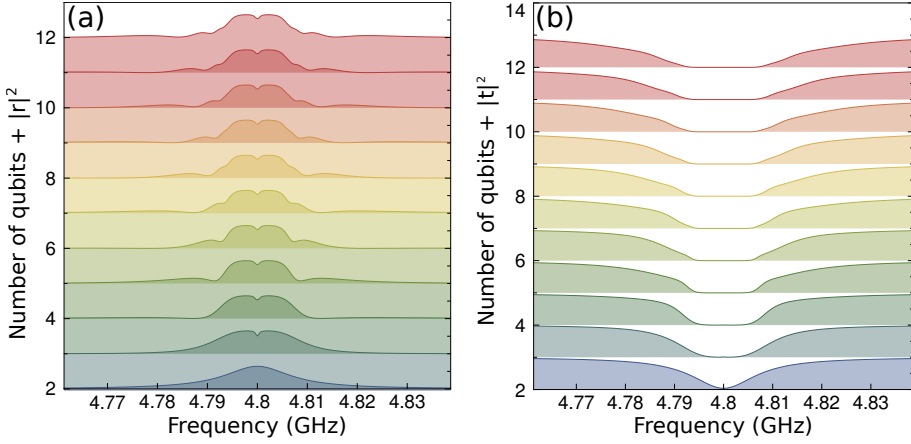 (a)
Number of qubits + |r|²
12
10
8
6
4
2
4.77 4.78 4.79 4.8 4.81 4.82 4.83
Frequency (GHz)
(b)
Number of qubits + |t|²
14
12
10
8
6
4
2
4.77 4.78 4.79 4.8 4.81 4.82 4.83
Frequency (GHz)